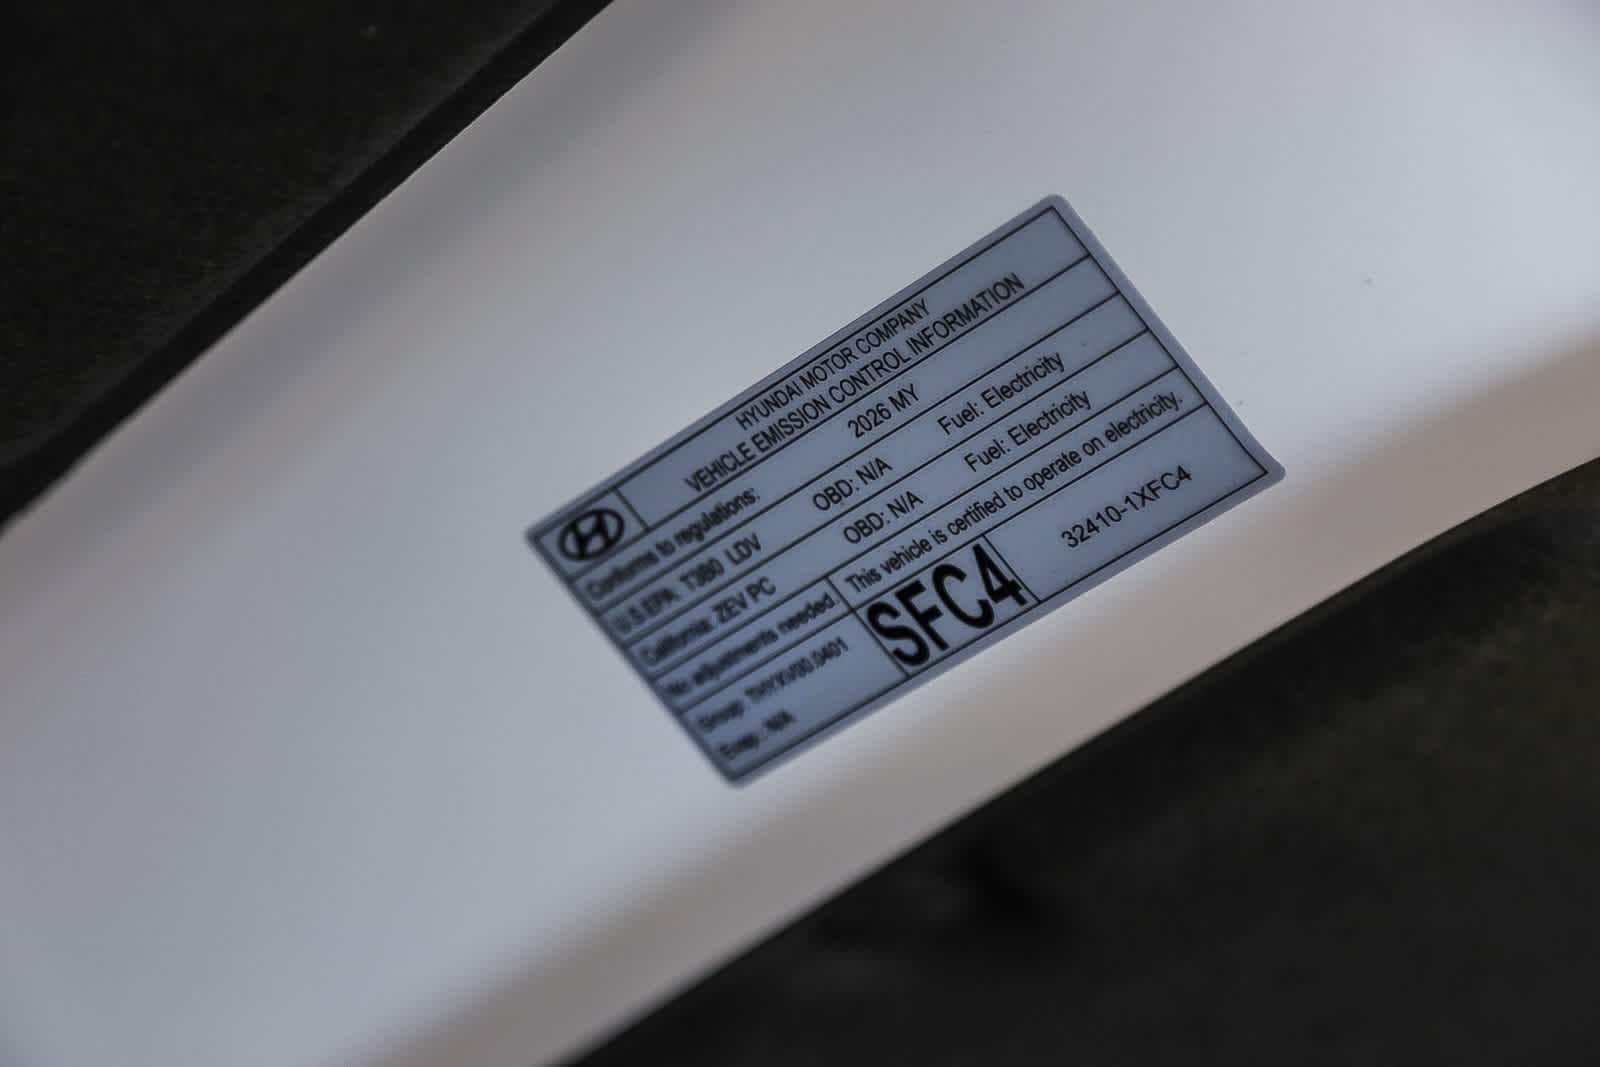 HYUNDAI MOTOR COMPANY
VEHICLE EMISSION CONTROL INFORMATION
Conforms to regulations: 2026 MY
U.S.EPA: T3B0 LDV OBD: N/A Fuel: Electricity
California: ZEV PC OBD: N/A Fuel: Electricity
No adjustments needed This vehicle is certified to operate on electricity.
Group: SFC4 32410-1XFC4
Evap.: N/A